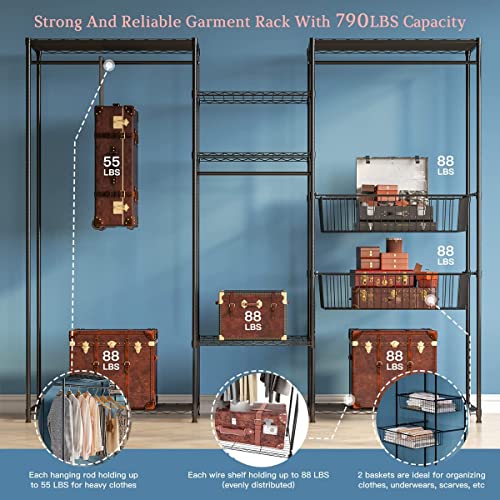 Strong And Reliable Garment Rack With 790LBS Capacity
55
LBS
88
LBS
88
LBS
88
LBS
88
LBS
88
LBS
Each hanging rod holding up
to 55 LBS for heavy clothes
Each wire shelf holding up to 88 LBS
(evenly distributed)
2 baskets are ideal for organizing
clothes, underwears, scarves, etc